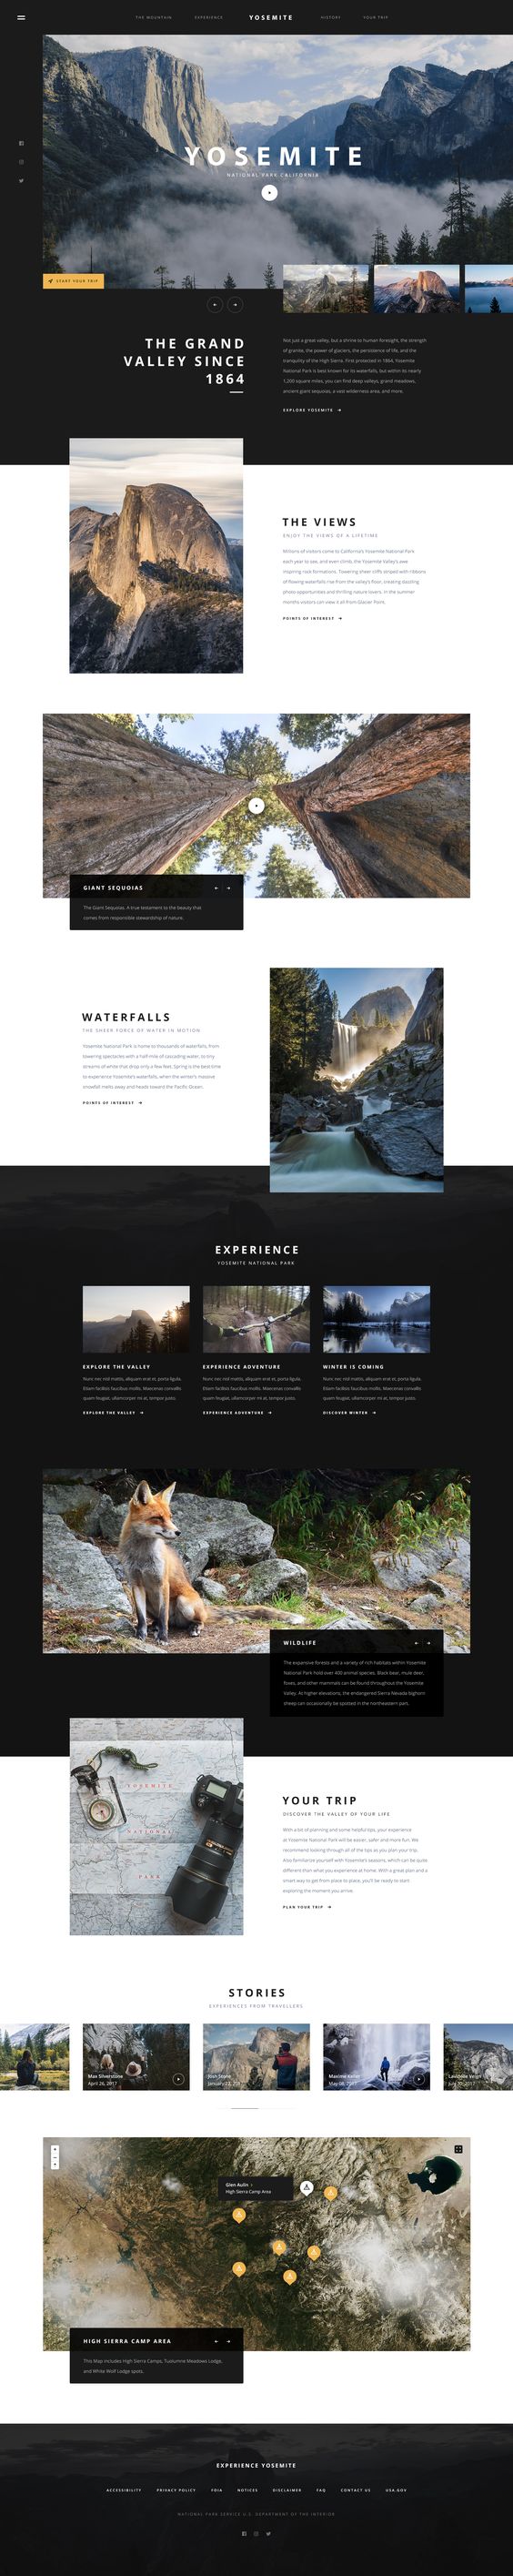 THE MOUNTAIN
EXPERIENCE
YOSEMITE
HISTORY
YOUR TRIP
YOSEMITE
NATIONAL PARK CALIFORNIA
START YOUR TRIP
THE GRAND
VALLEY SINCE
1864
Not just a great valley, but a shrine to human foresight, the strength
of granite, the power of glaciers, the persistence of life, and the
tranquility of the High Sierra. First protected in 1864, Yosemite
National Park is best known for its waterfalls, but within its nearly
1,200 square miles, you can find deep valleys, grand meadows,
ancient giant sequoias, a vast wilderness area, and more.
EXPLORE YOSEMITE
THE VIEWS
ENJOY THE VIEWS OF A LIFETIME
Millions of visitors come to California's Yosemite National Park
each year to see, and even climb, the Yosemite Valley's awe
inspiring rock formations. Towering sheer cliffs striped with ribbons
of flowing waterfalls rise from the valley's floor, creating dazzling
photo opportunities and thrilling nature lovers. In the summer
months visitors can view it all from Glacier Point.
POINTS OF INTEREST
GIANT SEQUOIAS
The Giant Sequoias. A true testament to the beauty that
comes from responsible stewardship of nature.
WATERFALLS
THE SHEER FORCE OF WATER IN MOTION
Yosemite National Park is home to thousands of waterfalls, from
towering spectacles with a half-mile of cascading water, to tiny
streams of white that drop only a few feet. Spring is the best time
to experience Yosemite's waterfalls, when the winter's massive
snowfall melts away and heads toward the Pacific Ocean.
POINTS OF INTEREST
EXPERIENCE
YOSEMITE NATIONAL PARK
EXPLORE THE VALLEY
Nunc nec nisl mattis, aliquam erat et, porta ligula.
Etiam facilisis faucibus mollis. Maecenas convallis
quam feugiat, ullamcorper mi at, tempor justo.
EXPLORE THE VALLEY
EXPERIENCE ADVENTURE
Nunc nec nisl mattis, aliquam erat et, porta ligula.
Etiam facilisis faucibus mollis. Maecenas convallis
quam feugiat, ullamcorper mi at, tempor justo.
EXPERIENCE ADVENTURE
WINTER IS COMING
Nunc nec nisl mattis, aliquam erat et, porta ligula.
Etiam facilisis faucibus mollis. Maecenas convallis
quam feugiat, ullamcorper mi at, tempor justo.
DISCOVER WINTER
WILDLIFE
The expansive forests and a variety of rich habitats within Yosemite
National Park hold over 400 animal species. Black bear, mule deer,
foxes, and other mammals can be found throughout the Yosemite
Valley. At higher elevations, the endangered Sierra Nevada bighorn
sheep can occasionally be spotted in the northeastern part.
YOSEMITE
NATIONAL
PARK
YOUR TRIP
DISCOVER THE VALLEY OF YOUR LIFE
With a lot of planning and some helpful tips, your experience
at Yosemite National Park will be easier, safer and more fun. We
recommend looking through all of the tips as you plan your trip.
Also familiarize yourself with Yosemite's seasons, which can be quite
different than what you experience at home. With a great plan and a
smart way to get from place to place, you'll be ready to start
exploring the moment you arrive.
PLAN YOUR TRIP
STORIES
EXPERIENCES FROM TRAVELLERS
Max Silverstone
April 26, 2017
Josh Stone
January 22,
Maxime
May 08, 2017
Glen Aulin
High Sierra Camp Area
HIGH SIERRA CAMP AREA
This Map includes High Sierra Camps, Tuolumne Meadows Lodge,
and White Wolf Lodge spots.
EXPERIENCE YOSEMITE
ACCESSIBILITY
PRIVACY POLICY
FOIA
NOTICES
DISCLAIMER
FAQ
CONTACT US
USA.GOV
NATIONAL PARK SERVICE U.S. DEPARTMENT OF THE INTERIOR